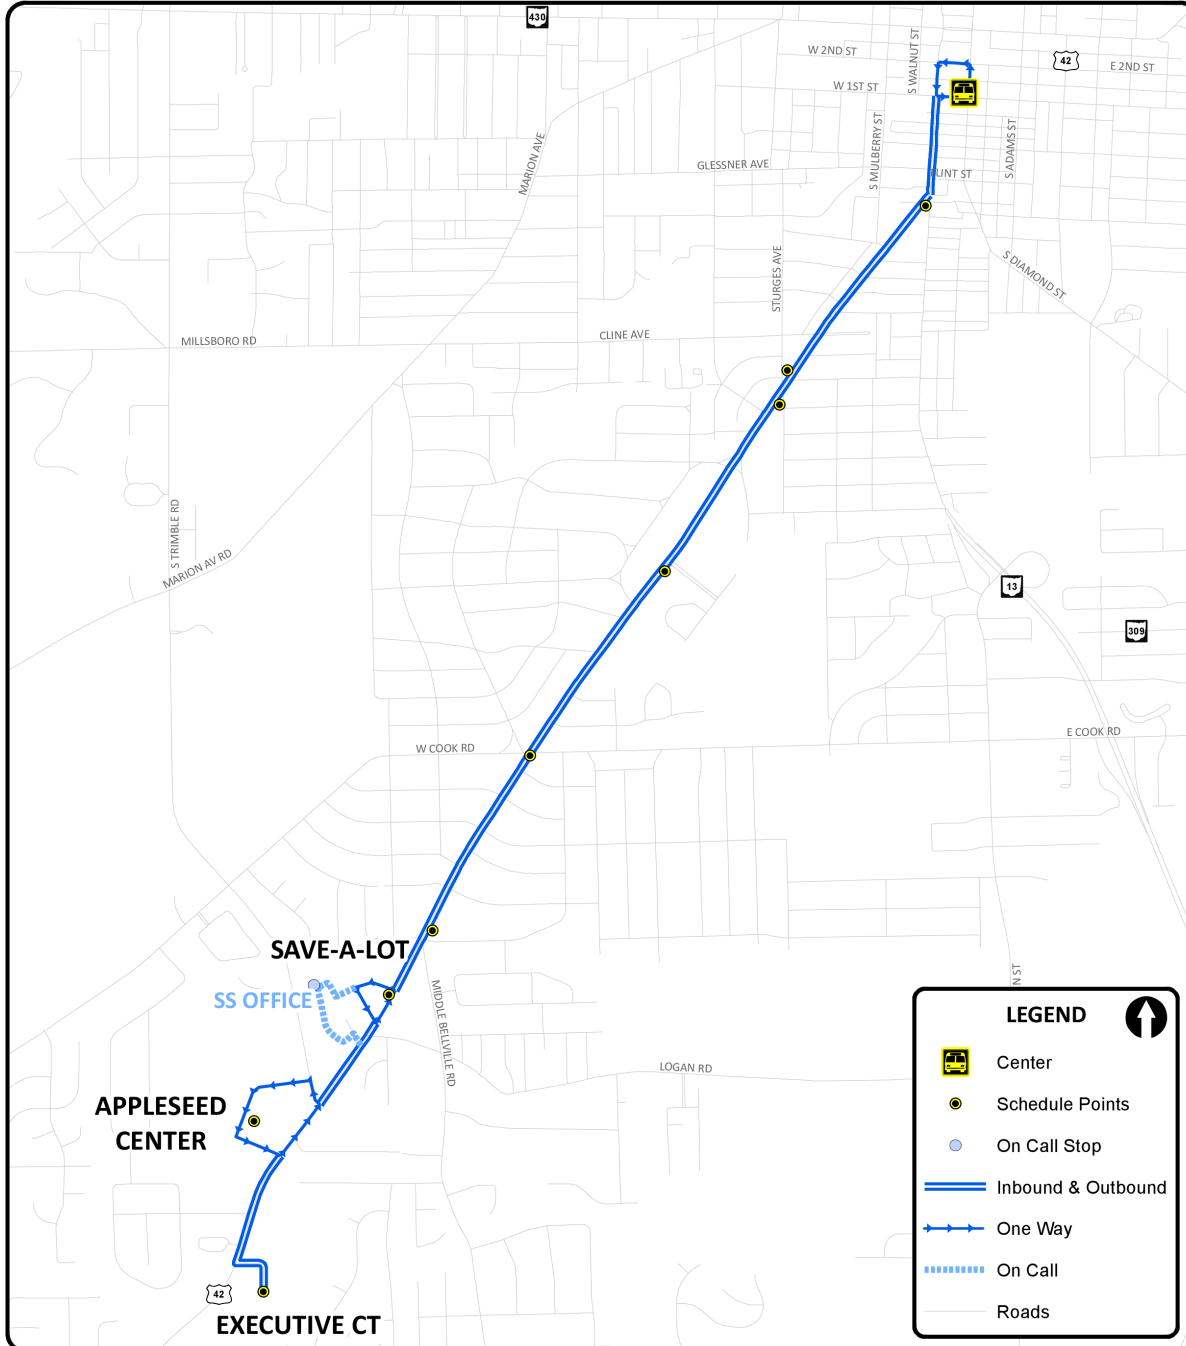 430
W 2ND ST
S WALNUT ST
42
E 2ND ST
W 1ST ST
MARION AVE
S MULBERRY ST
S ADAMS ST
GLESSNER AVE
LINT ST
STURGES AVE
S DIAMOND ST
MILLSBORO RD
CLINE AVE
S TRIMBLE RD
MARION AV RD
13
309
W COOK RD
E COOK RD
SAVE-A-LOT
SS OFFICE
MIDDLE BELLVILLE RD
N ST
LOGAN RD
APPLESEED
CENTER
42
EXECUTIVE CT
LEGEND
Center
Schedule Points
On Call Stop
Inbound & Outbound
One Way
On Call
Roads